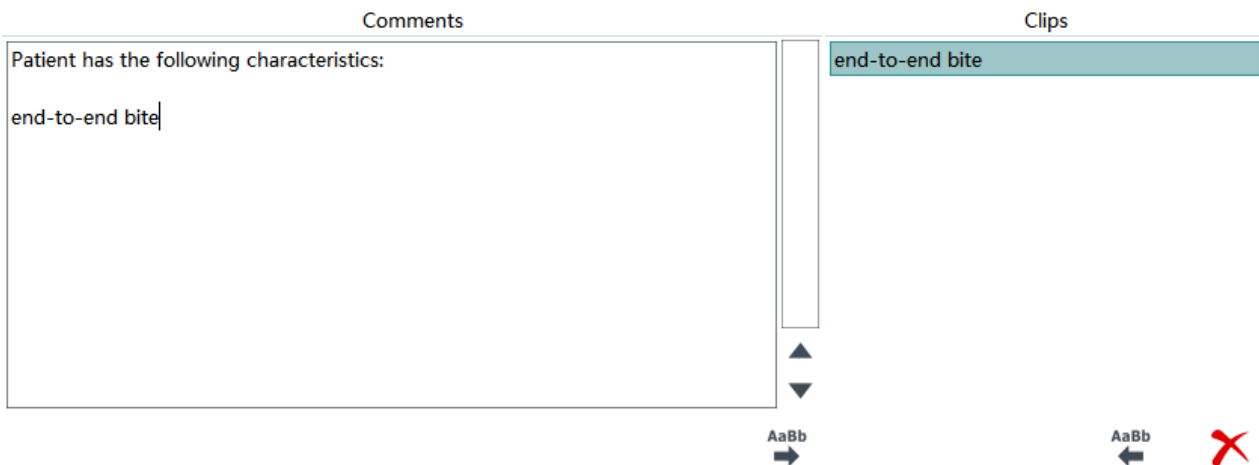 Comments
Clips
Patient has the following characteristics:
end-to-end bite
end-to-end bite
AaBb
AaBb